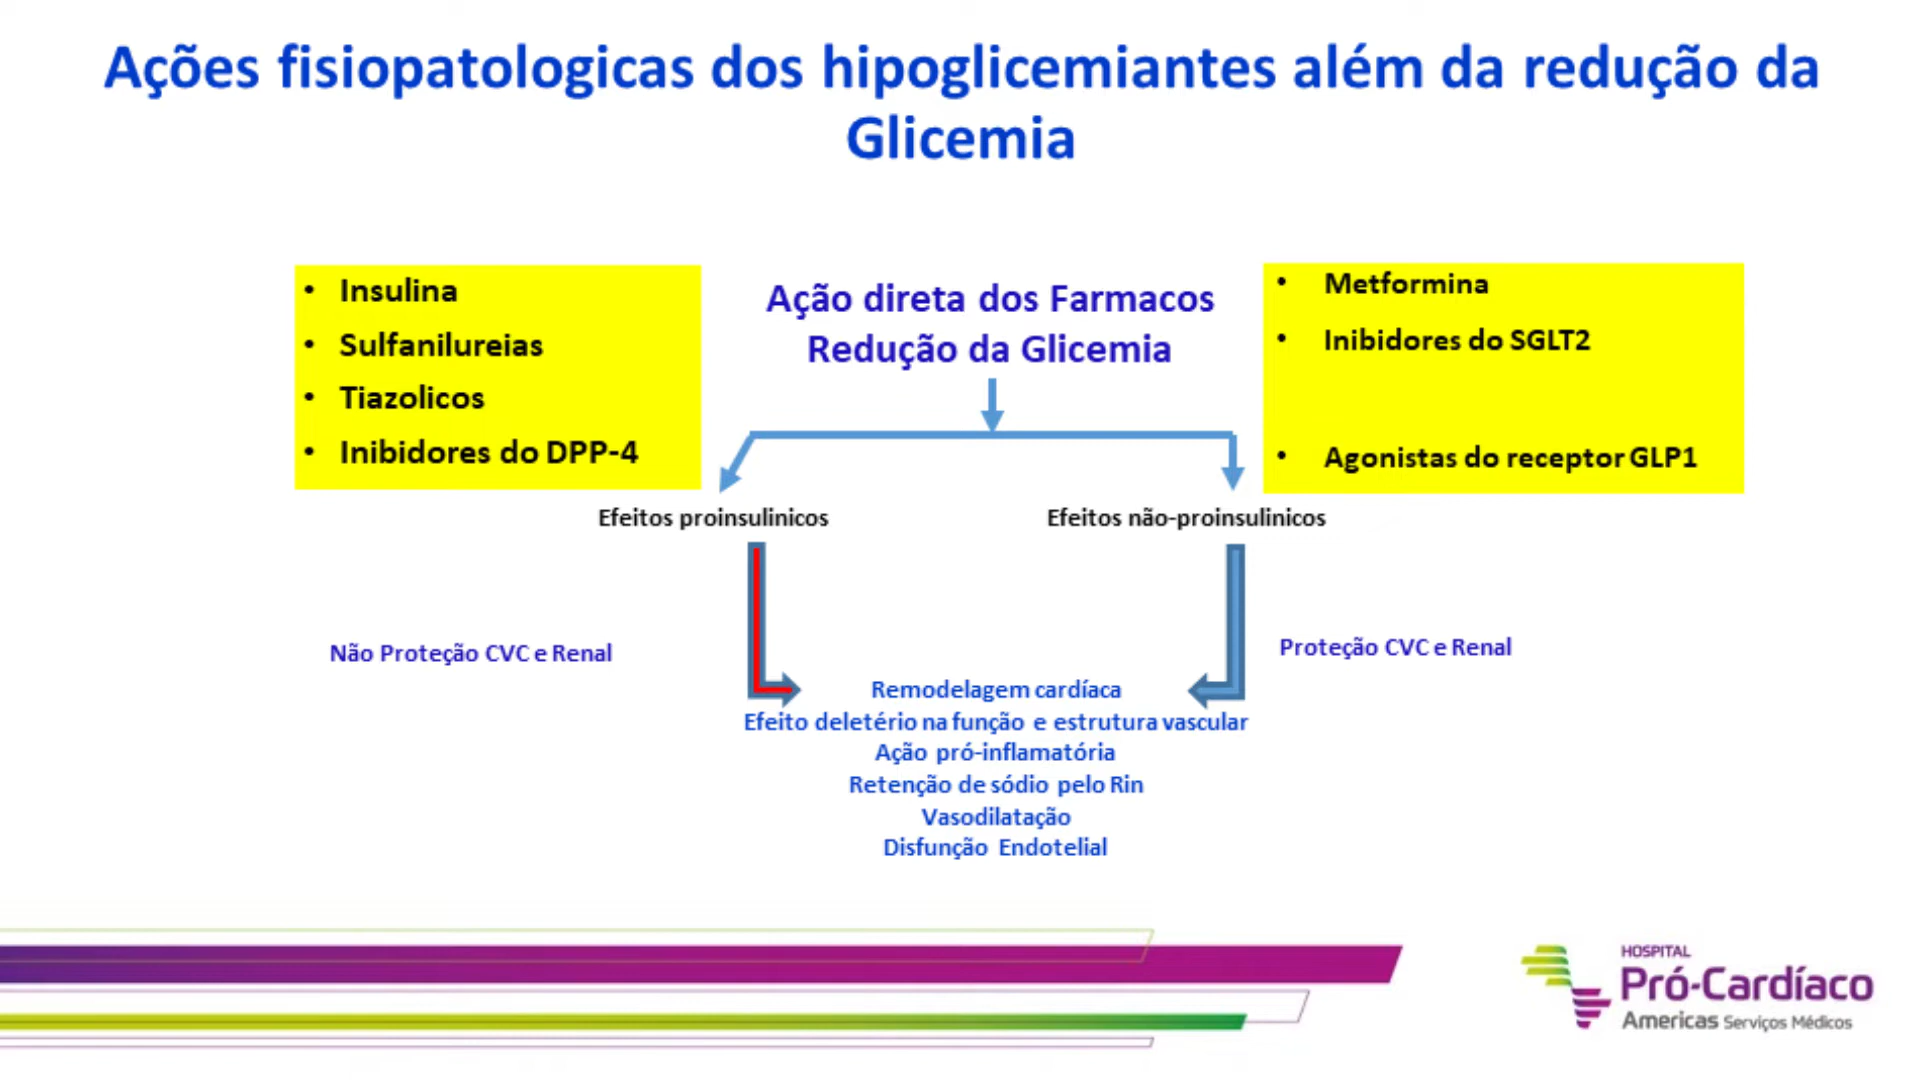 Ações fisiopatologicas dos hipoglicemiantes além da redução da
Glicemia
• Insulina
• Sulfanilureias
• Tiazolicos
• Inibidores do DPP-4
Ação direta dos Farmacos
Redução da Glicemia
• Metformina
• Inibidores do SGLT2
• Agonistas do receptor GLP1
Efeitos proinsulinicos
Efeitos não-proinsulinicos
Não Proteção CVC e Renal
Proteção CVC e Renal
Remodelagem cardíaca
Efeito deletério na função e estrutura vascular
Ação pró-inflamatória
Retenção de sódio pelo Rin
Vasodilatação
Disfunção Endotelial
HOSPITAL
Pró-Cardíaco
Americas Serviços Médicos